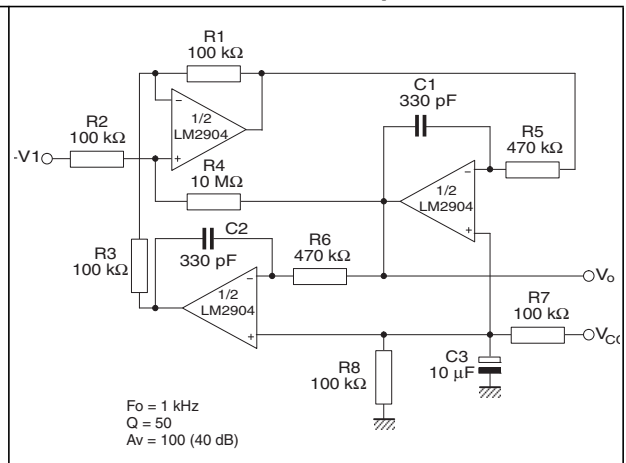 R1
100 kΩ
C1
330 pF
R2
100 kΩ
R5
470 kΩ
-V1
−
+
1/2
LM2904
R4
10 MΩ
−
+
1/2
LM2904
R3
100 kΩ
C2
330 pF
R6
470 kΩ
−
+
1/2
LM2904
Vo
R7
100 kΩ
R8
100 kΩ
C3
10 µF
Fo = 1 kHz
Q = 50
Av = 100 (40 dB)